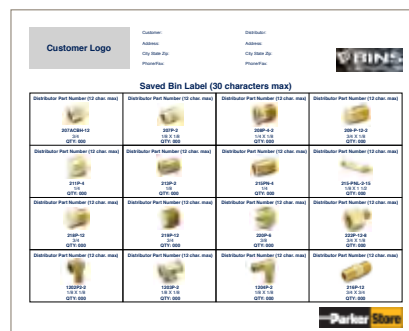 Customer Logo
Customer:
Address:
City State Zip:
Phone/Fax:
Distributor:
Address:
City State Zip:
Phone/Fax:
BINS
Saved Bin Label (30 characters max)
Distributor Part Number (12 char. max)
207ACBH-12
3/4
QTY: 000
Distributor Part Number (12 char. max)
207P-2
1/8 X 1/8
QTY: 000
Distributor Part Number (12 char. max)
208P-4-2
1/4 X 1/8
QTY: 000
Distributor Part Number (12 char. max)
209-P-12-2
3/4 X 1/8
QTY: 000
Distributor Part Number (12 char. max)
211P-4
1/4
QTY: 000
Distributor Part Number (12 char. max)
212P-2
1/8
QTY: 000
Distributor Part Number (12 char. max)
215PN-4
1/4
QTY: 000
Distributor Part Number (12 char. max)
215-PNL-2-15
1/8 X 1 1/2
QTY: 000
Distributor Part Number (12 char. max)
218P-12
3/4
QTY: 000
Distributor Part Number (12 char. max)
219P-12
3/4
QTY: 000
Distributor Part Number (12 char. max)
220P-6
3/8
QTY: 000
Distributor Part Number (12 char. max)
222P-12-8
QTY: 000
Distributor Part Number (12 char. max)
1202P2-2
1/8 X 1/8
QTY: 000
Distributor Part Number (12 char. max)
1203P-2
1/8 X 1/8
QTY: 000
Distributor Part Number (12 char. max)
1204P-2
1/8 X 1/8
QTY: 000
Distributor Part Number (12 char. max)
216P-12
3/4 X 3/4
QTY: 000
Parker Store